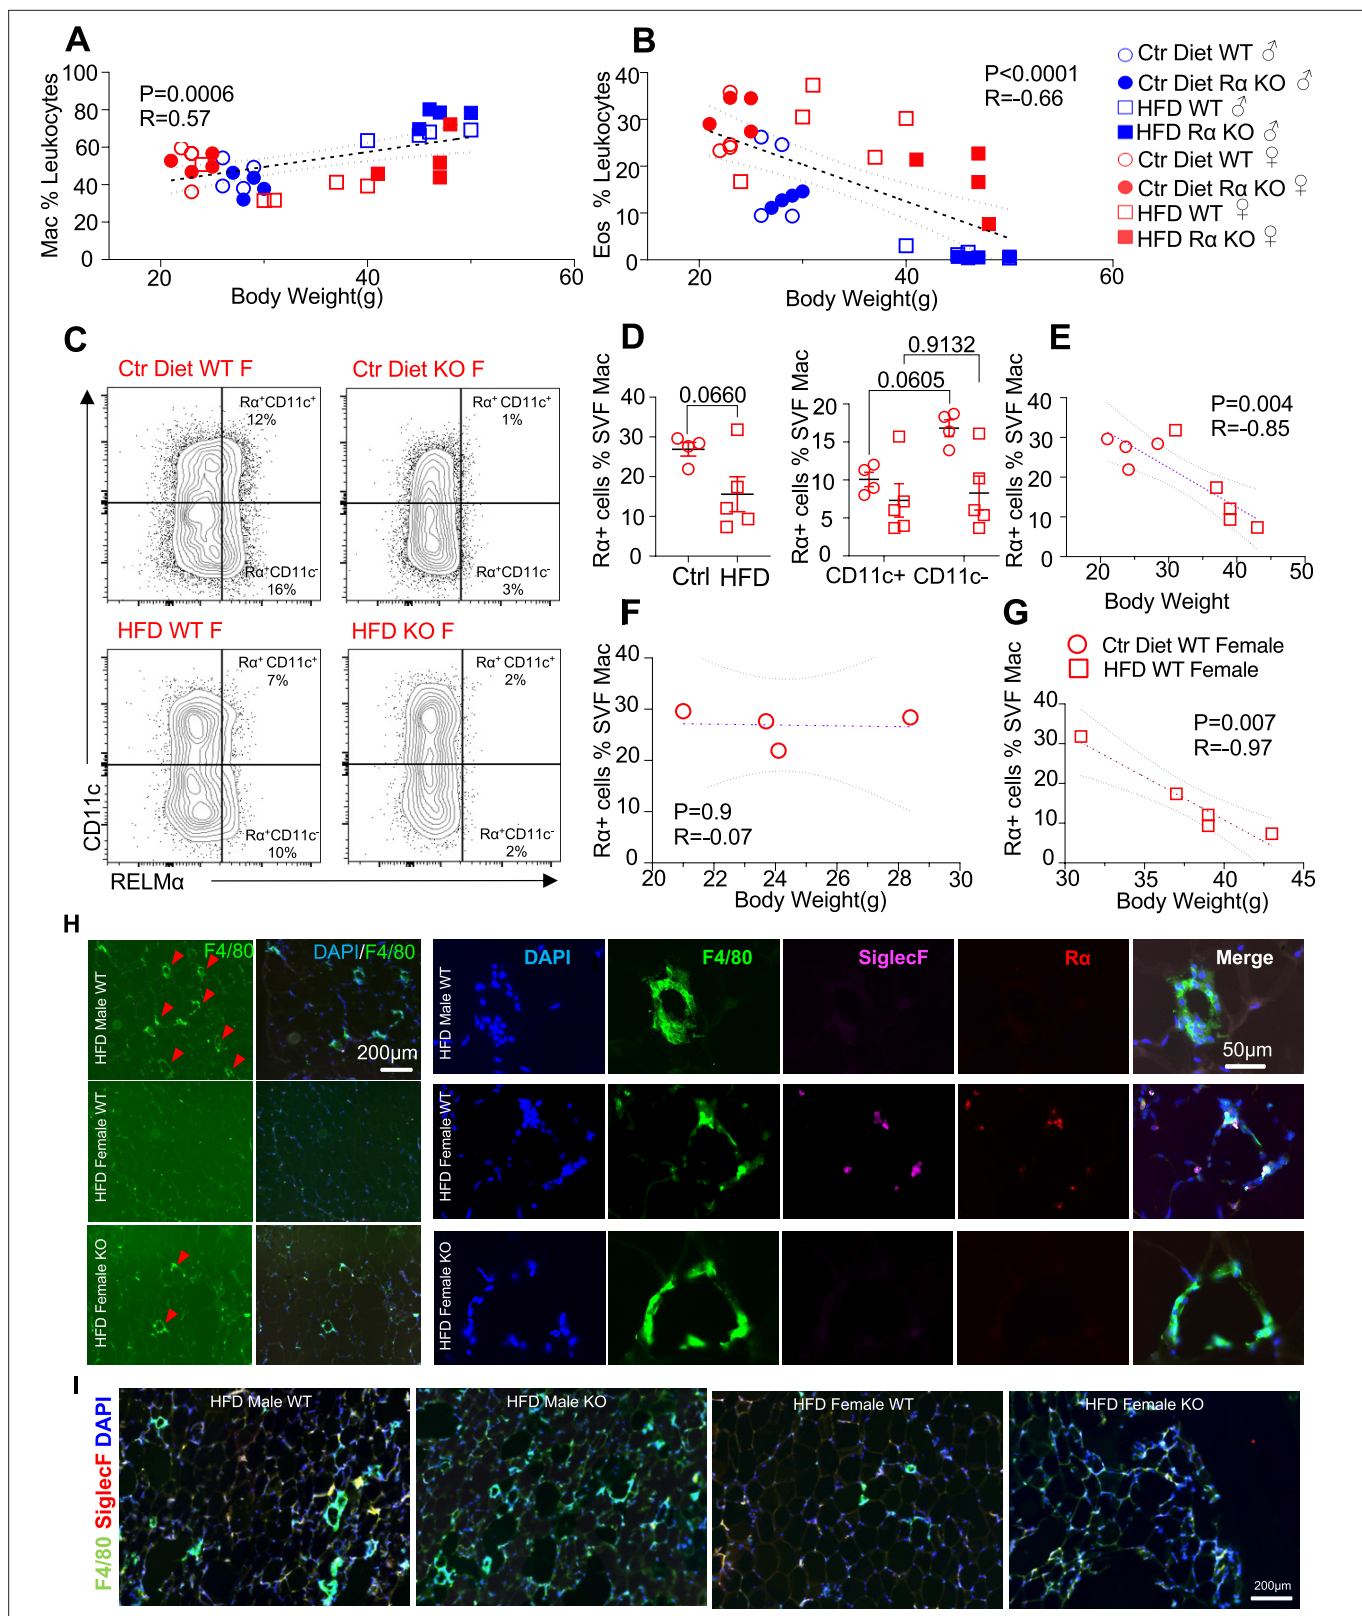 A
Mac % Leukocytes
100
80
60
40
20
0
P=0.0006
R=0.57
20
40
60
Body Weight(g)
B
Eos % Leukocytes
40
30
20
10
0
P<0.0001
R=-0.66
20
40
60
Body Weight(g)
Ctr Diet WT ♂
Ctr Diet Rα KO ♂
HFD WT ♂
HFD Rα KO ♂
Ctr Diet WT ♀
Ctr Diet Rα KO ♀
HFD WT ♀
HFD Rα KO ♀
C
Ctr Diet WT F
Rα⁺CD11c⁺
12%
Rα⁺CD11c⁻
16%
Ctr Diet KO F
Rα⁺CD11c⁺
1%
Rα⁺CD11c⁻
3%
HFD WT F
Rα⁺ CD11c⁺
7%
Rα⁺CD11c⁻
10%
HFD KO F
Rα⁺ CD11c⁺
2%
Rα⁺CD11c⁻
2%
CD11c
RELMα
D
Rα+ cells % SVF Mac
40
30
20
10
0
0.0660
Ctrl HFD
Rα+ cells % SVF Mac
20
15
10
5
0
0.9132
0.0605
CD11c+ CD11c-
E
Rα+ cells % SVF Mac
40
30
20
10
0
P=0.004
R=-0.85
20
30
40
50
Body Weight
F
Rα+ cells % SVF Mac
40
30
20
10
0
P=0.9
R=-0.07
20
22
24
26
28
30
Body Weight(g)
G
Ctr Diet WT Female
HFD WT Female
Rα+ cells % SVF Mac
40
30
20
10
0
P=0.007
R=-0.97
30
35
40
45
Body Weight(g)
H
F4/80
DAPI/F4/80
HFD Male WT
200μm
HFD Female WT
HFD Female KO
DAPI
F4/80
SiglecF
Rα
Merge
HFD Male WT
50μm
HFD Female WT
HFD Female KO
I
F4/80 SiglecF DAPI
HFD Male WT
HFD Male KO
HFD Female WT
HFD Female KO
200μm